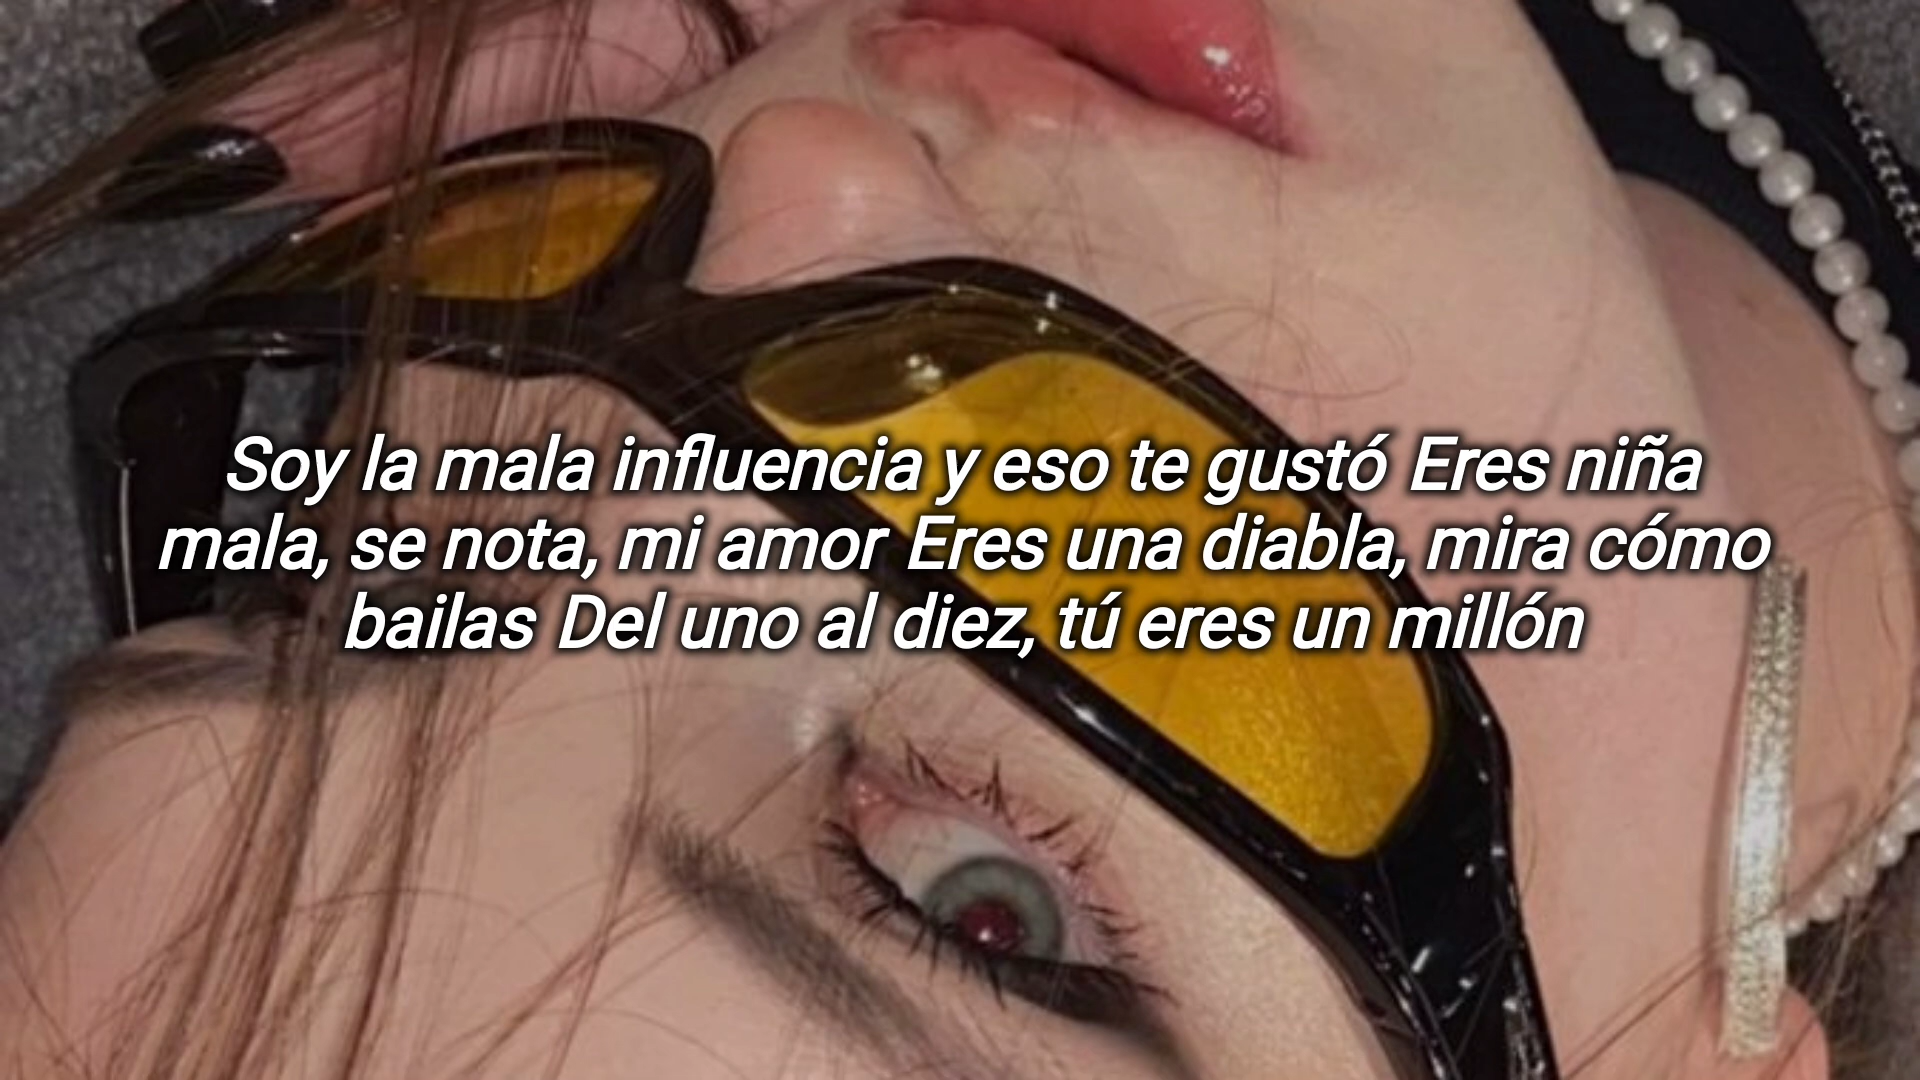 Soy la mala influencia y eso te gustó Eres niña
mala, se nota, mi amor Eres una diabla, mira cómo
bailas Del uno al diez, tú eres un millón